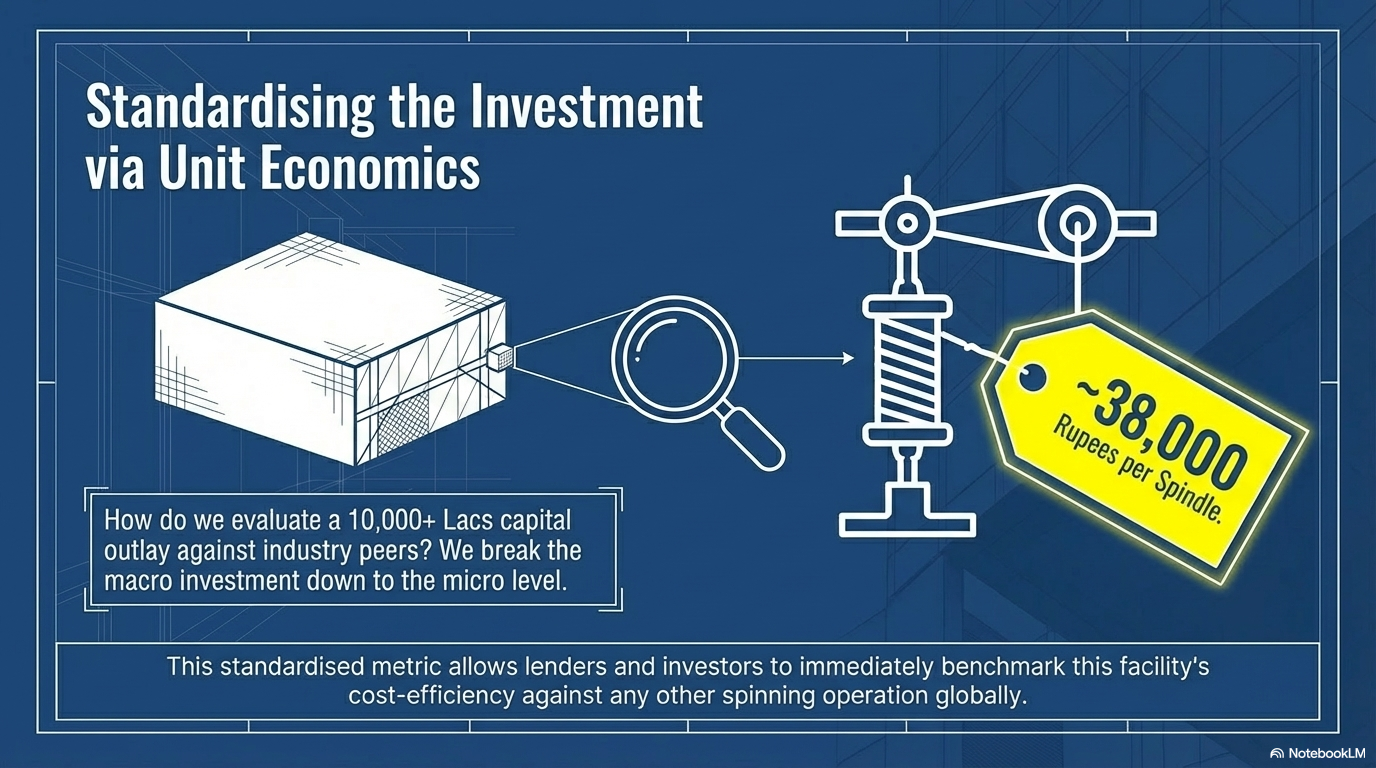 Standardising the Investment
via Unit Economics
How do we evaluate a 10,000+ Lacs capital
outlay against industry peers? We break the
macro investment down to the micro level.
~38,000
Rupees per Spindle.
This standardised metric allows lenders and investors to immediately benchmark this facility's
cost-efficiency against any other spinning operation globally.
NotebookLM